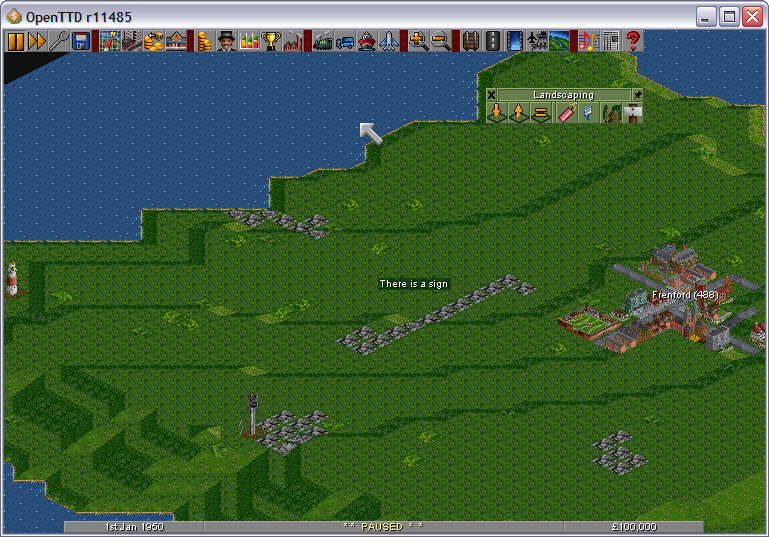 OpenTTD r11485
Landscaping
There is a sign
Frenford (488)
1st Jan 1950
** PAUSED **
£100,000